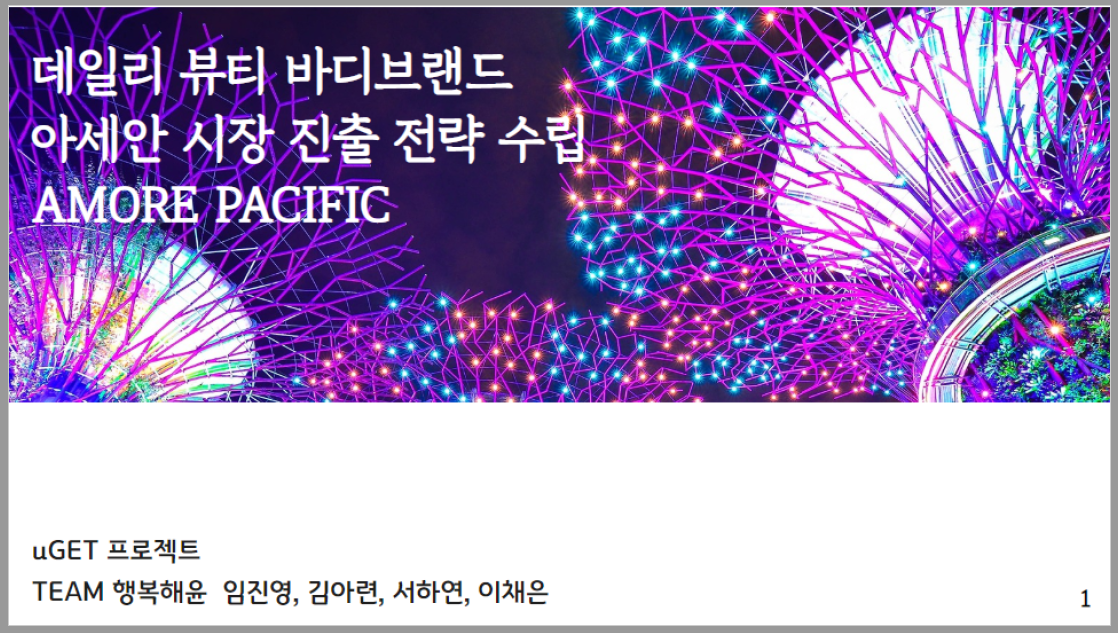 데일리 뷰티 바디브랜드
아세안 시장 진출 전략 수립
AMORE PACIFIC
uGET 프로젝트
TEAM 행복해윤  임진영, 김아련, 서하연, 이채은
1